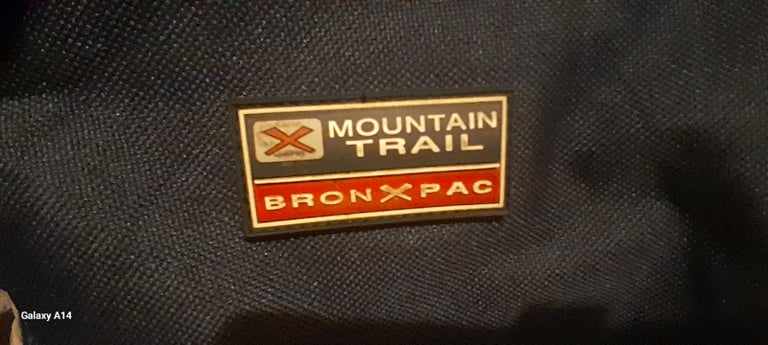 MOUNTAIN
TRAIL
BRONXPAC
Galaxy A14